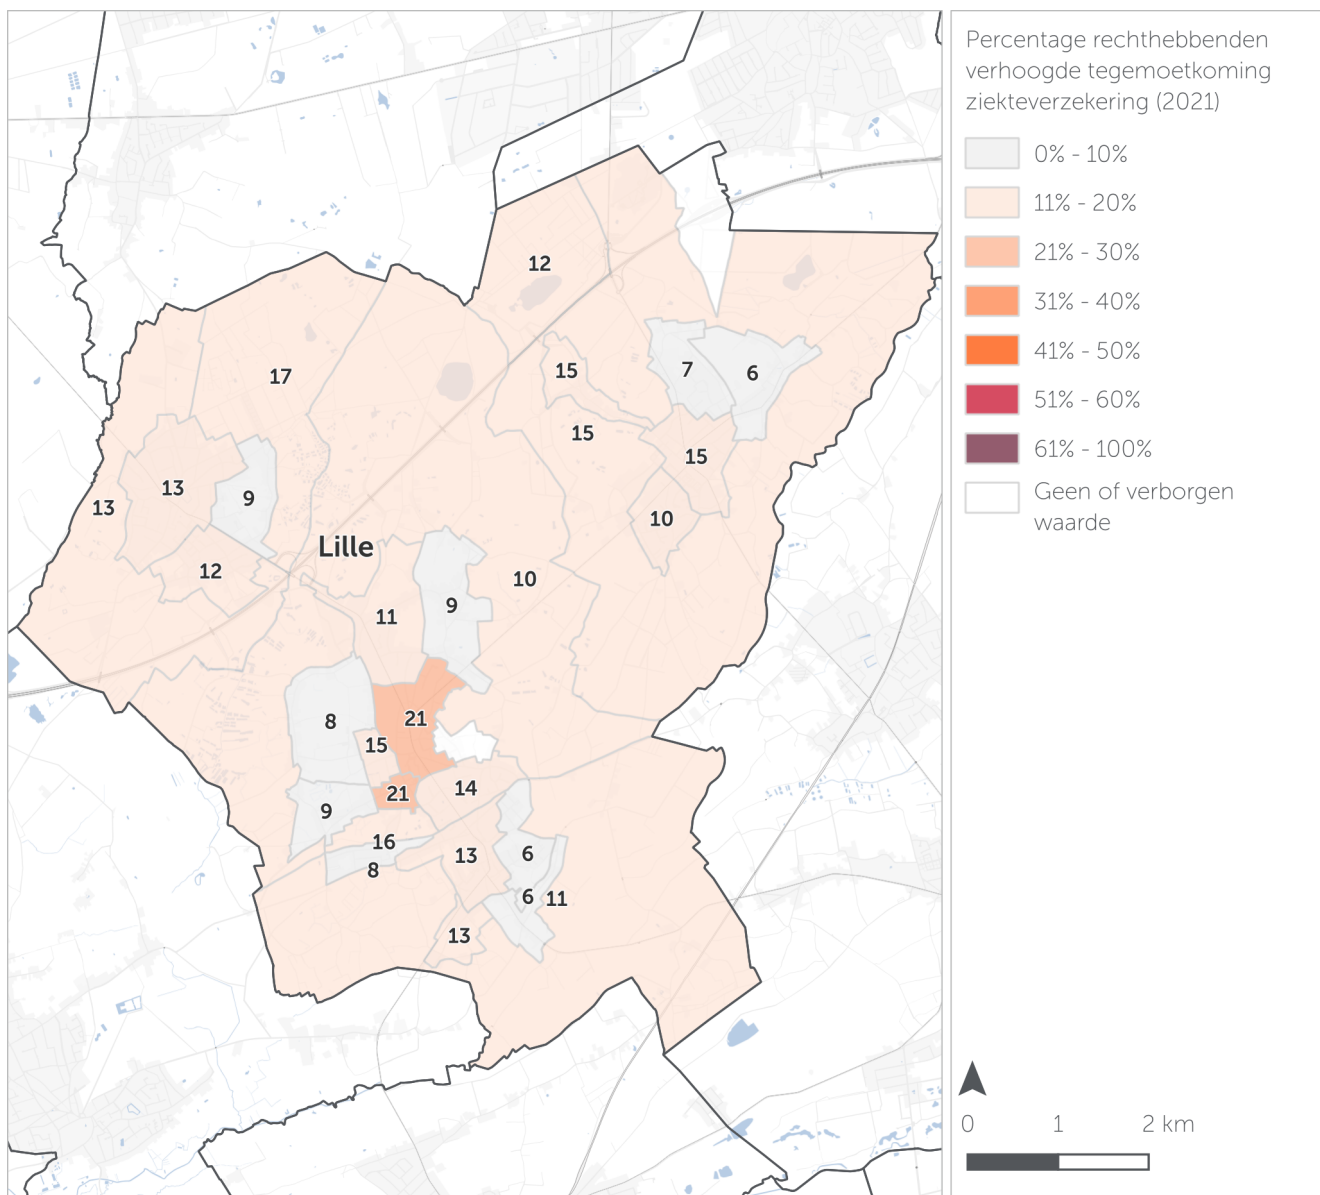 Percentage rechthebbenden
verhoogde tegemoetkoming
ziekteverzekering (2021)
0% - 10%
11% - 20%
21% - 30%
31% - 40%
41% - 50%
51% - 60%
61% - 100%
Geen of verborgen
waarde
12
17
15
7
6
15
15
13
9
13
10
Lille
12
10
9
11
8
21
15
14
21
9
16
13
6
8
6
11
13
0 1 2 km